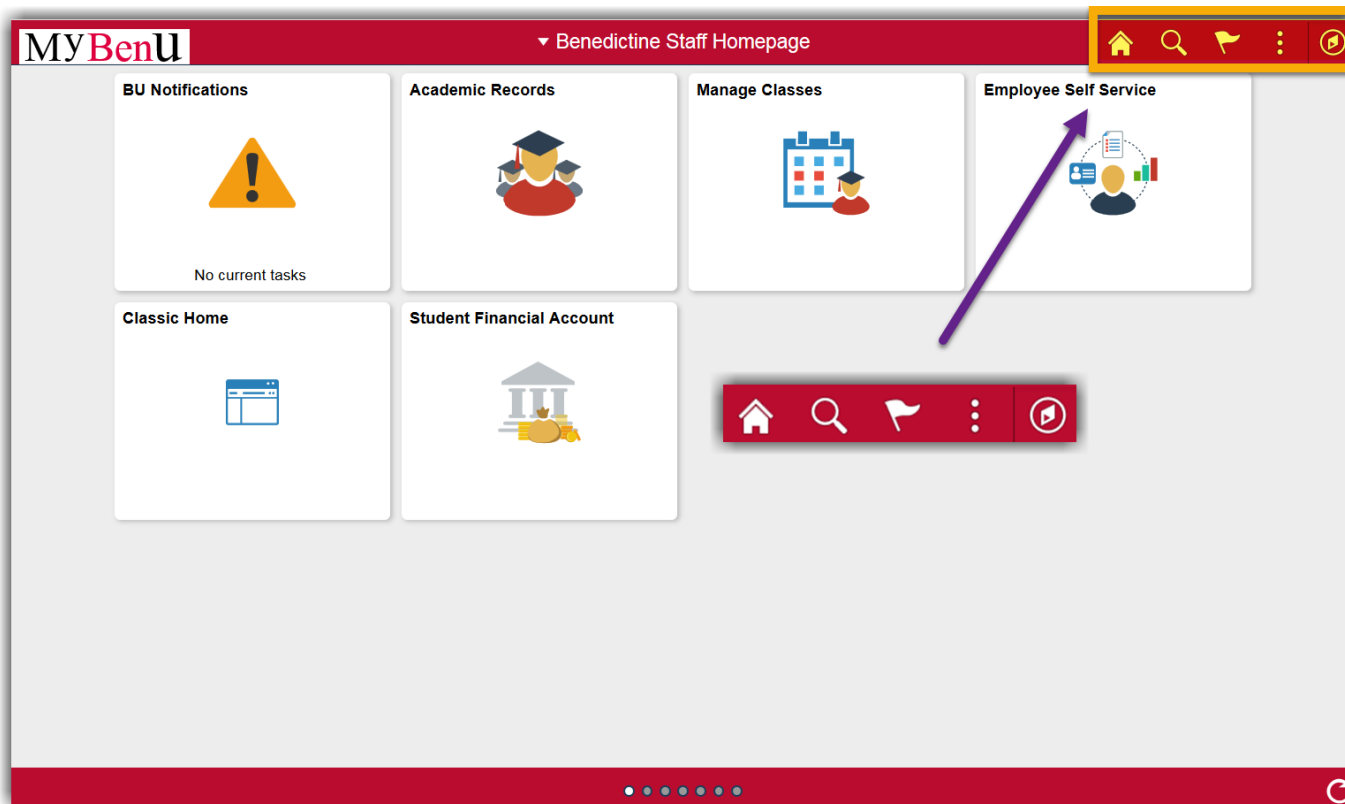 MyBenU
Benedictine Staff Homepage
BU Notifications
Academic Records
Manage Classes
Employee Self Service
No current tasks
Classic Home
Student Financial Account